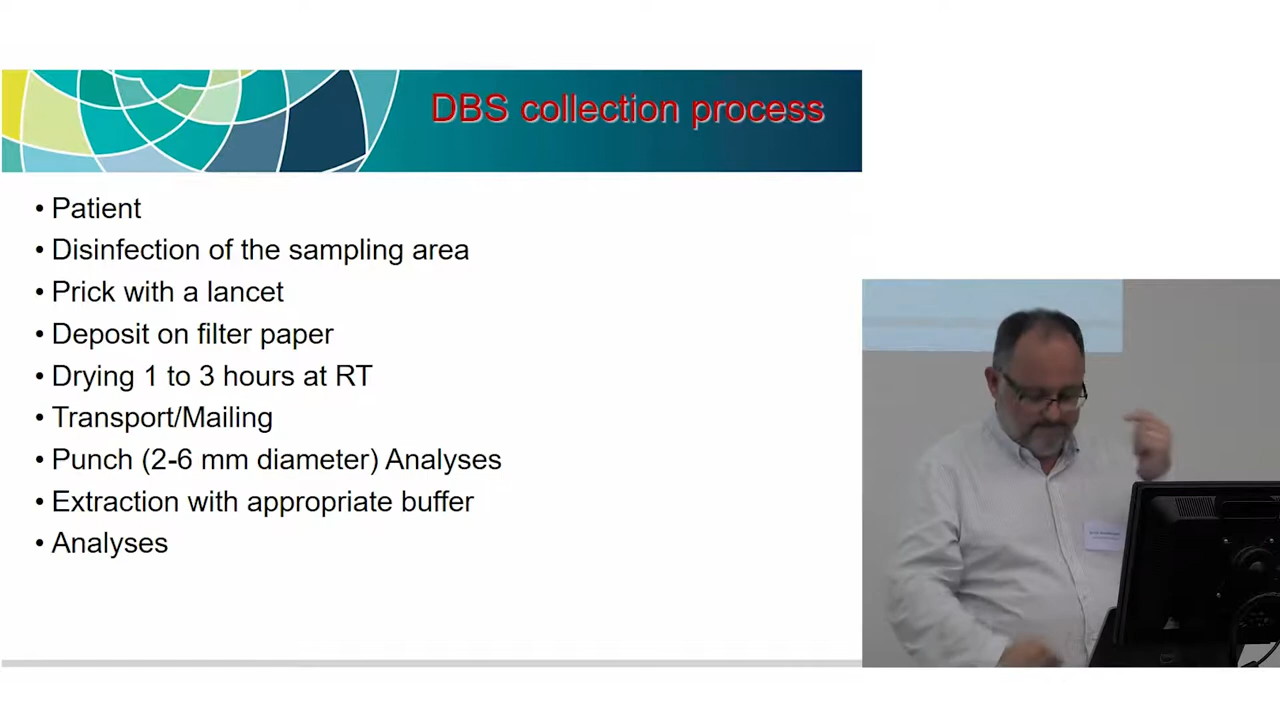 DBS collection process
• Patient
• Disinfection of the sampling area
• Prick with a lancet
• Deposit on filter paper
• Drying 1 to 3 hours at RT
• Transport/Mailing
• Punch (2-6 mm diameter) Analyses
• Extraction with appropriate buffer
• Analyses